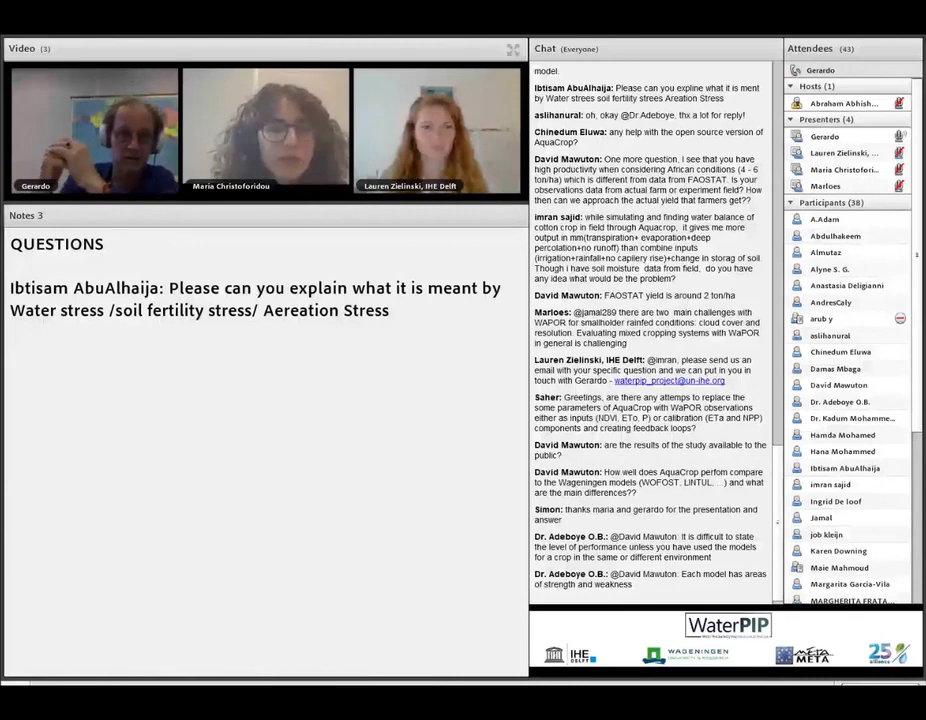 Video (3)
Gerardo
Maria Christoforidou
Lauren Zielinski, IHE Delft
Notes 3
QUESTIONS
Ibtisam AbuAlhaija: Please can you explain what it is meant by
Water stress /soil fertility stress/ Aereation Stress
Chat (Everyone)
model.
Ibtisam AbuAlhaija: Please can you expline what it is ment
by Water strees soil fertility strees Areation Stress
aslihanural: oh, okay @Dr.Adeboye, thx a lot for reply!
Chinedum Eluwa: any help with the open source version of
AquaCrop?
David Mawuton: One more question, i see that you have
high productivity when considering African conditions (4 - 6
ton/ha) which is different from data from FAOSTAT. Is your
observations data from actual farm or experiment field? How
then can we approach the actual yield that farmers get??
imran sajid: while simulating and finding water balance of
cotton crop in field through Aquacrop, it gives me more
output in mm(transpiration+ evaporation+deep
percolation+no runoff) than combine inputs
(irrigation+rainfall+no capilery rise)+change in storag of soil.
Though i have soil moisture data from field, do you have
any idea what would be the problem?
David Mawuton: FAOSTAT yield is around 2 ton/ha
Marloes: @jamal289 there are two main challenges with
WAPOR for smallholder rainfed conditions: cloud cover and
resolution. Evaluating mixed cropping systems with WaPOR
in general is challenging
Lauren Zielinski, IHE Delft: @imran, please send us an
email with your specific question and we can put in you in
touch with Gerardo - waterpip_project@un-ihe.org
Saher: Greetings, are there any attemps to replace the
some parameters of AquaCrop with WaPOR observations
either as inputs (NDVI, ETo, P) or calibration (ETa and NPP)
components and creating feedback loops?
David Mawuton: are the results of the study available to the
public?
David Mawuton: How well does AquaCrop perfom compare
to the Wageningen models (WOFOST, LINTUL, ...) and what
are the main differences??
Simon: thanks maria and gerardo for the presentation and
answer
Dr. Adeboye O.B.: @David Mawuton: It is difficult to state
the level of performance unless you have used the models
for a crop in the same or different environment
Dr. Adeboye O.B.: @David Mawuton: Each model has areas
of strength and weakness
Attendees (43)
Gerardo
Hosts (1)
Abraham Abhish...
Presenters (4)
Gerardo
Lauren Zielinski, ...
Maria Christofori...
Marloes
Participants (38)
A.Adam
Abdulhakeem
Almutaz
Alyne S. G.
Anastasia Deligianni
AndresCaly
arub y
aslihanural
Chinedum Eluwa
Damas Mbaga
David Mawuton
Dr. Adeboye O.B.
Dr. Kadum Mohamme...
Hamda Mohamed
Hana Mohammed
Ibtisam AbuAlhaija
imran sajid
Ingrid De loof
Jamal
job kleijn
Karen Downing
Maie Mahmoud
Margarita Garcia-Vila
MARGHERITA FRATA...
WaterPIP
IHE
DELFT
WAGENINGEN
META
META
25